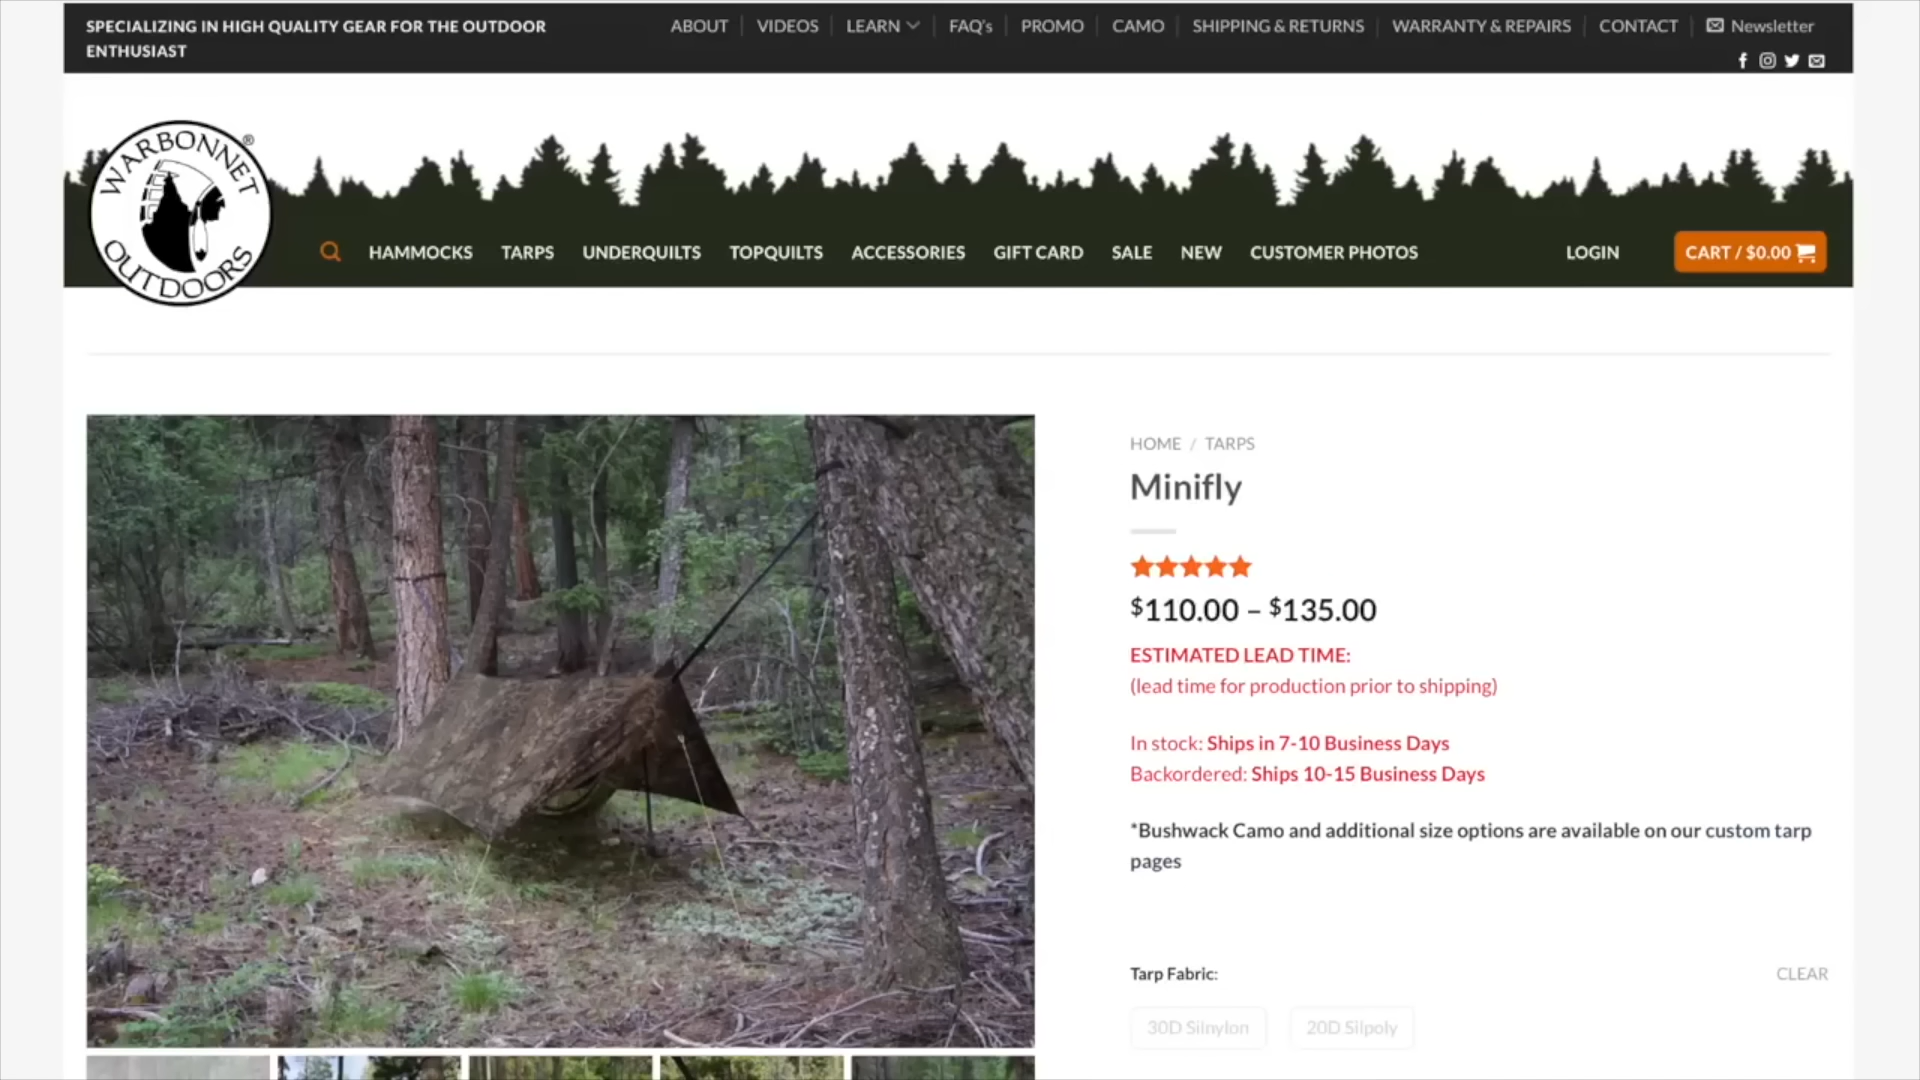 SPECIALIZING IN HIGH QUALITY GEAR FOR THE OUTDOOR
ENTHUSIAST
ABOUT VIDEOS LEARN FAQ's PROMO CAMO SHIPPING & RETURNS WARRANTY & REPAIRS CONTACT Newsletter
WARBONNET ®
OUTDOORS
HAMMOCKS TARPS UNDERQUILTS TOPQUILTS ACCESSORIES GIFT CARD SALE NEW CUSTOMER PHOTOS LOGIN CART / $0.00
HOME / TARPS
Minifly
$110.00 – $135.00
ESTIMATED LEAD TIME:
(lead time for production prior to shipping)
In stock: Ships in 7-10 Business Days
Backordered: Ships 10-15 Business Days
*Bushwack Camo and additional size options are available on our custom tarp
pages
Tarp Fabric: CLEAR
30D Silnylon 20D Silpoly